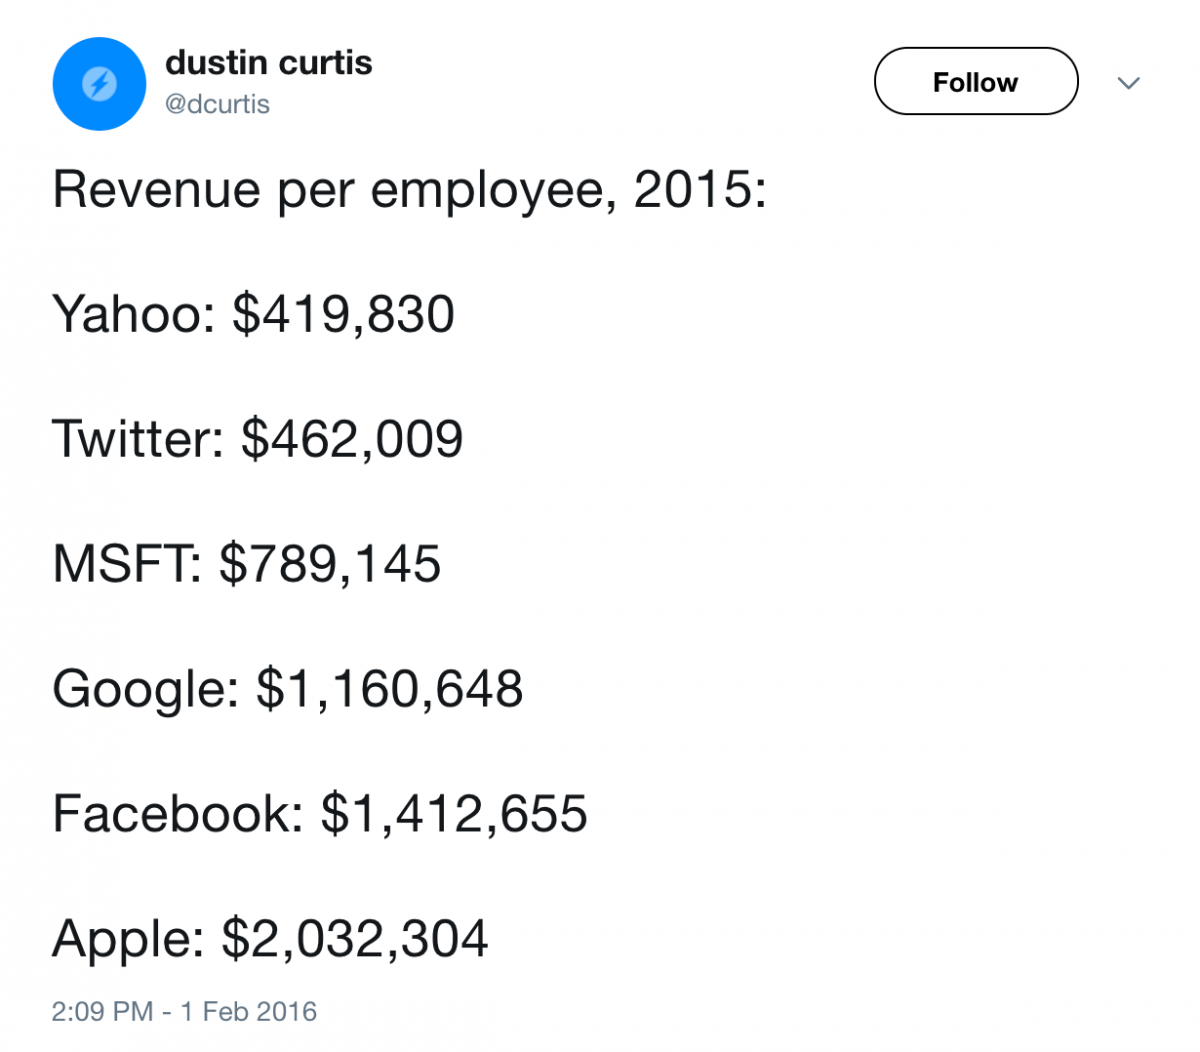 dustin curtis
@dcurtis
Follow
Revenue per employee, 2015:
Yahoo: $419,830
Twitter: $462,009
MSFT: $789,145
Google: $1,160,648
Facebook: $1,412,655
Apple: $2,032,304
2:09 PM - 1 Feb 2016